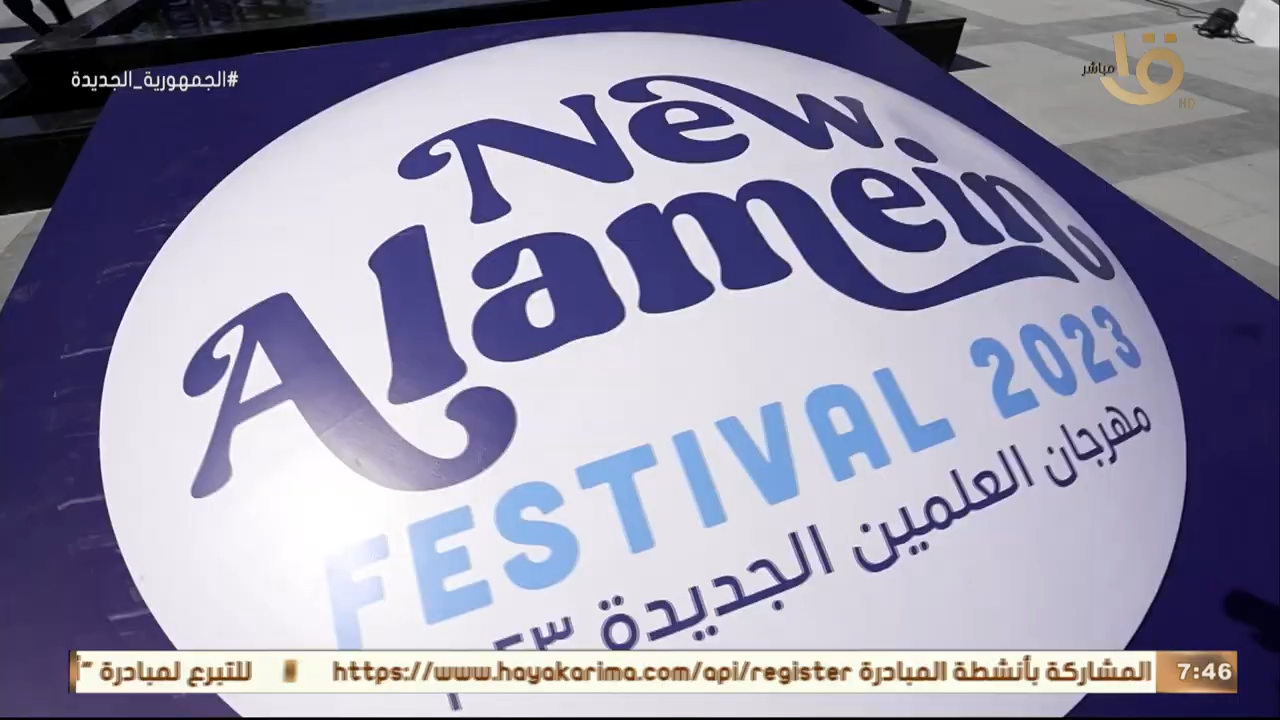 #الجمهورية_الجديدة
مباشر
HD
New
Alamein
FESTIVAL 2023
مهرجان العلمين الجديدة
7:46 المشاركة بأنشطة المبادرة https://www.hayakarima.com/api/register للتبرع لمبادرة "أ